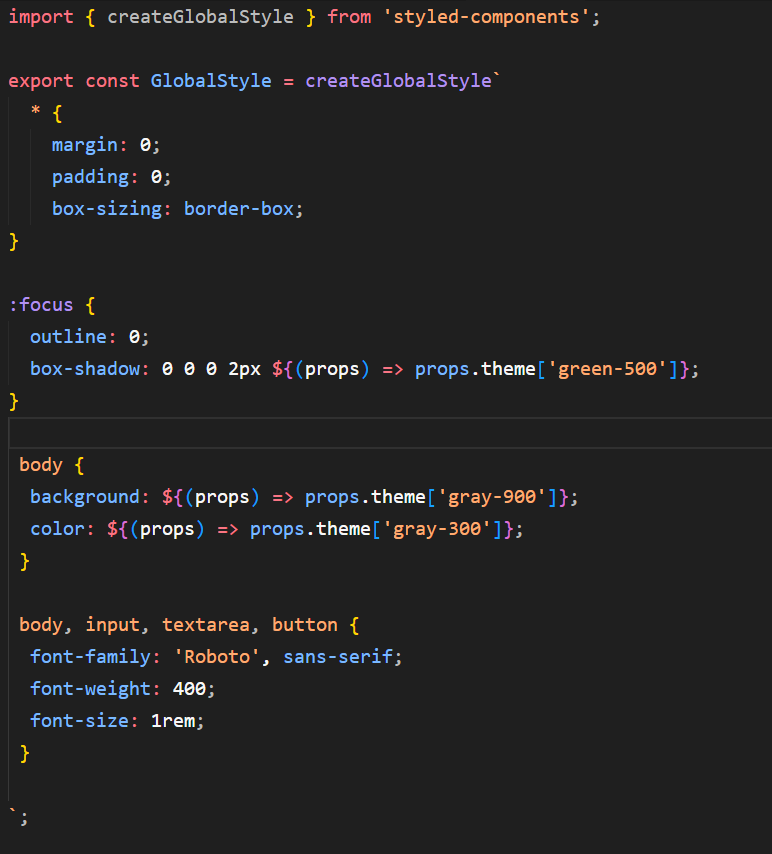 import { createGlobalStyle } from 'styled-components';
export const GlobalStyle = createGlobalStyle`
* {
margin: 0;
padding: 0;
box-sizing: border-box;
}
:focus {
outline: 0;
box-shadow: 0 0 0 2px ${(props) => props.theme['green-500']};
}
body {
background: ${(props) => props.theme['gray-900']};
color: ${(props) => props.theme['gray-300']};
}
body, input, textarea, button {
font-family: 'Roboto', sans-serif;
font-weight: 400;
font-size: 1rem;
}
`;